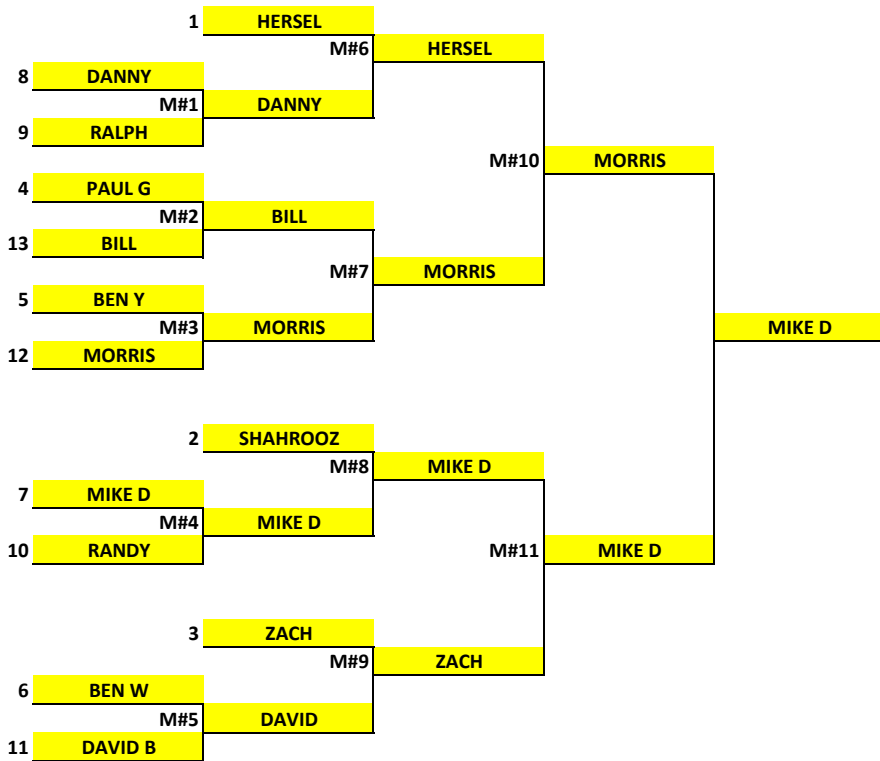 1 HERSEL
M#6 HERSEL
8 DANNY
M#1 DANNY
9 RALPH
M#10 MORRIS
4 PAUL G
M#2 BILL
13 BILL
M#7 MORRIS
5 BEN Y
M#3 MORRIS
MIKE D
12 MORRIS
2 SHAHROOZ
M#8 MIKE D
7 MIKE D
M#4 MIKE D
10 RANDY
M#11 MIKE D
3 ZACH
M#9 ZACH
6 BEN W
M#5 DAVID
11 DAVID B